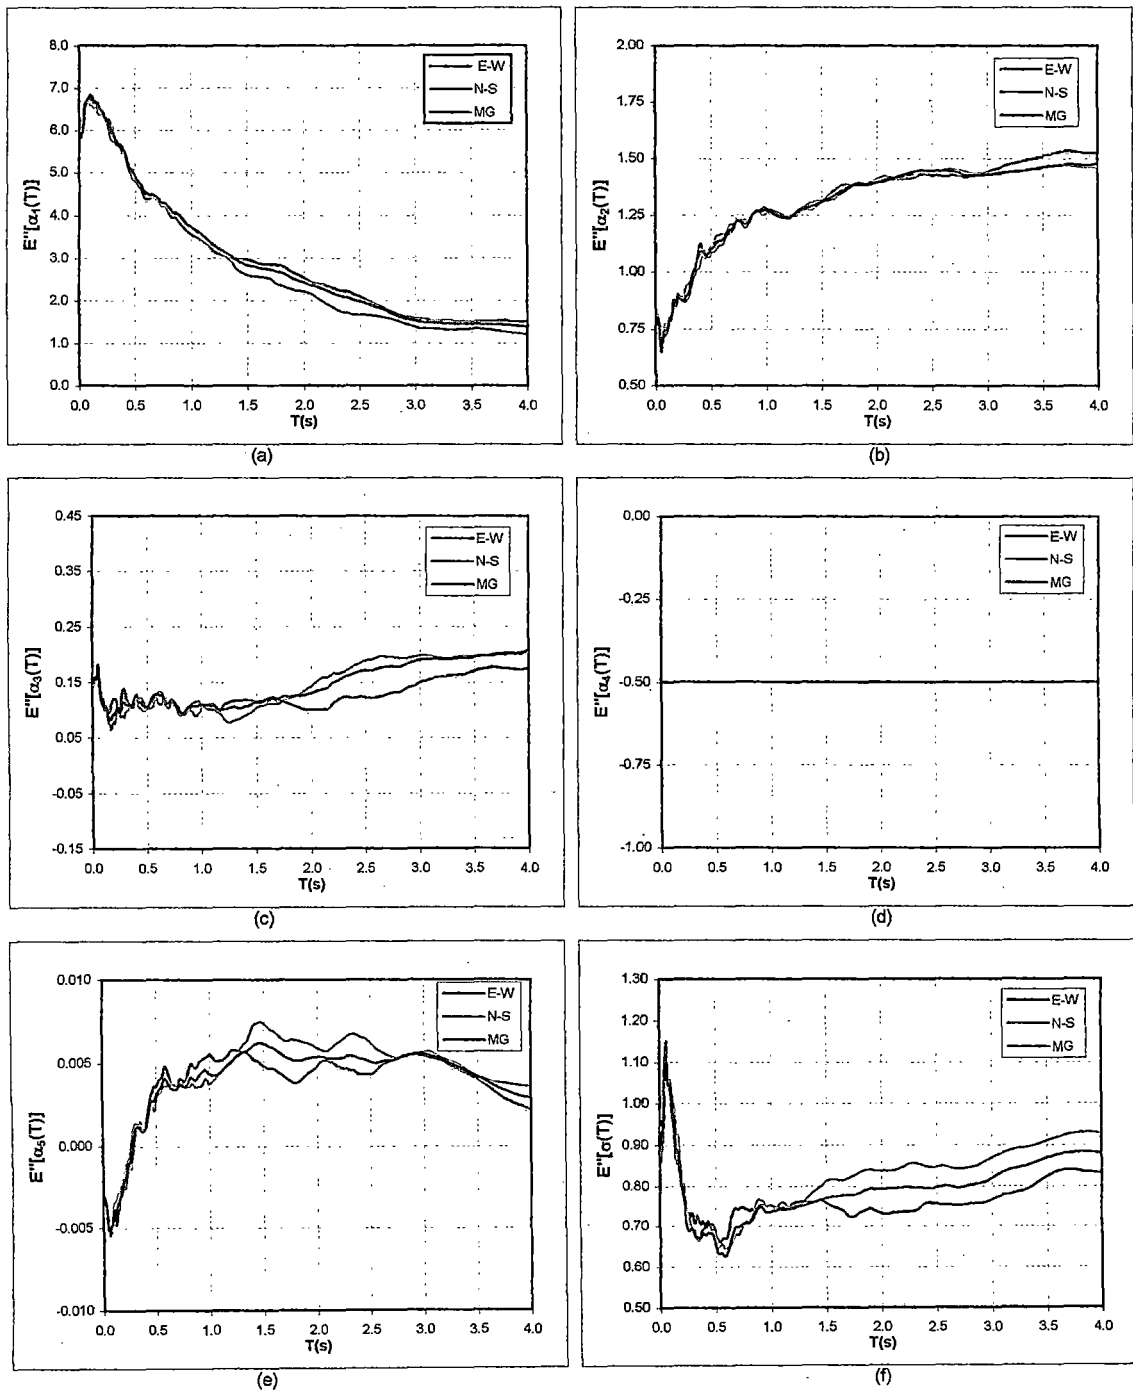 8.0
7.0
6.0
5.0
4.0
3.0
2.0
1.0
0.0
E"[α1(T)]
E-W
N-S
MG
0.0 0.5 1.0 1.5 2.0 2.5 3.0 3.5 4.0
T(s)
(a)
2.00
1.75
1.50
1.25
1.00
0.75
0.50
E"[α2(T)]
E-W
N-S
MG
0.0 0.5 1.0 1.5 2.0 2.5 3.0 3.5 4.0
T(s)
(b)
0.45
0.35
0.25
0.15
0.05
-0.05
-0.15
E"[α3(T)]
E-W
N-S
MG
0.0 0.5 1.0 1.5 2.0 2.5 3.0 3.5 4.0
T(s)
(c)
0.00
-0.25
-0.50
-0.75
-1.00
E"[α4(T)]
E-W
N-S
MG
0.0 0.5 1.0 1.5 2.0 2.5 3.0 3.5 4.0
T(s)
(d)
0.010
0.005
0.000
-0.005
-0.010
E"[α5(T)]
E-W
N-S
MG
0.0 0.5 1.0 1.5 2.0 2.5 3.0 3.5 4.0
T(s)
(e)
1.30
1.20
1.10
1.00
0.90
0.80
0.70
0.60
0.50
E"[σ(T)]
E-W
N-S
MG
0.0 0.5 1.0 1.5 2.0 2.5 3.0 3.5 4.0
T(s)
(f)